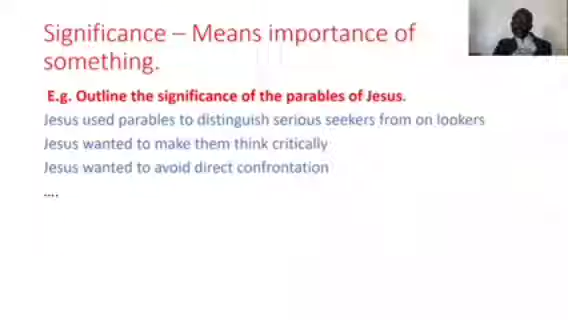 Significance – Means importance of
something.
E.g. Outline the significance of the parables of Jesus.
Jesus used parables to distinguish serious seekers from on lookers
Jesus wanted to make them think critically
Jesus wanted to avoid direct confrontation
….